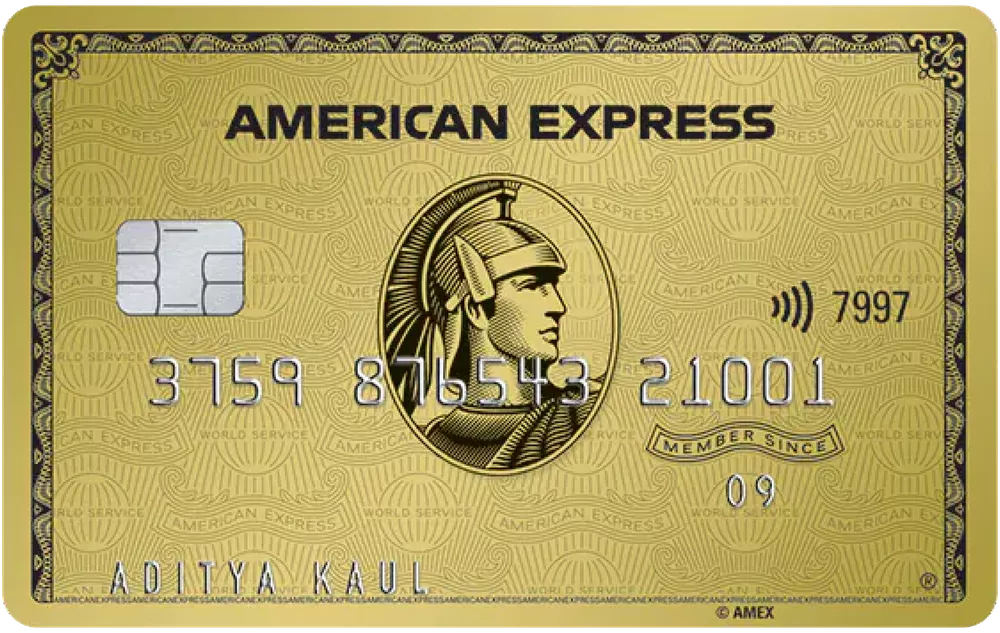 AMERICAN EXPRESS
7997
3759 876543 21001
MEMBER SINCE
09
ADITYA KAUL
®
© AMEX